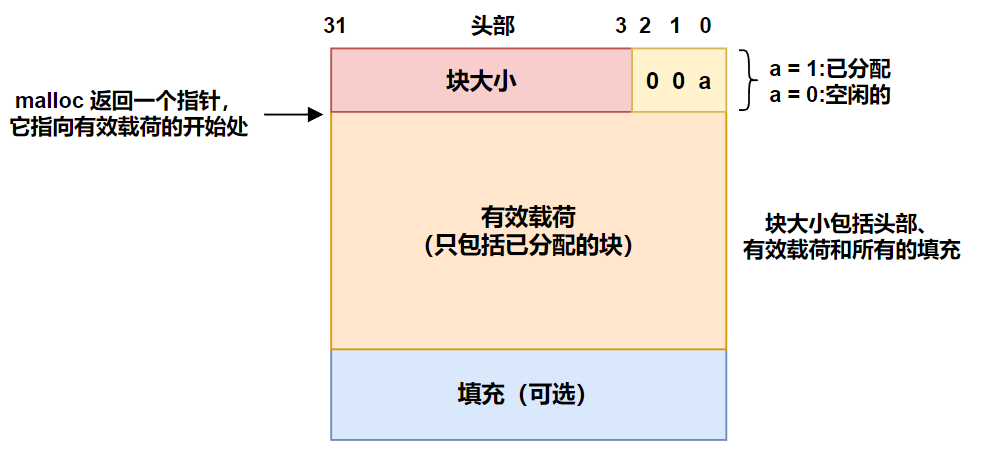 31 头部 3 2 1 0
块大小 0 0 a
a = 1:已分配
a = 0:空闲的
malloc 返回一个指针，
它指向有效载荷的开始处
有效载荷
（只包括已分配的块）
块大小包括头部、
有效载荷和所有的填充
填充（可选）